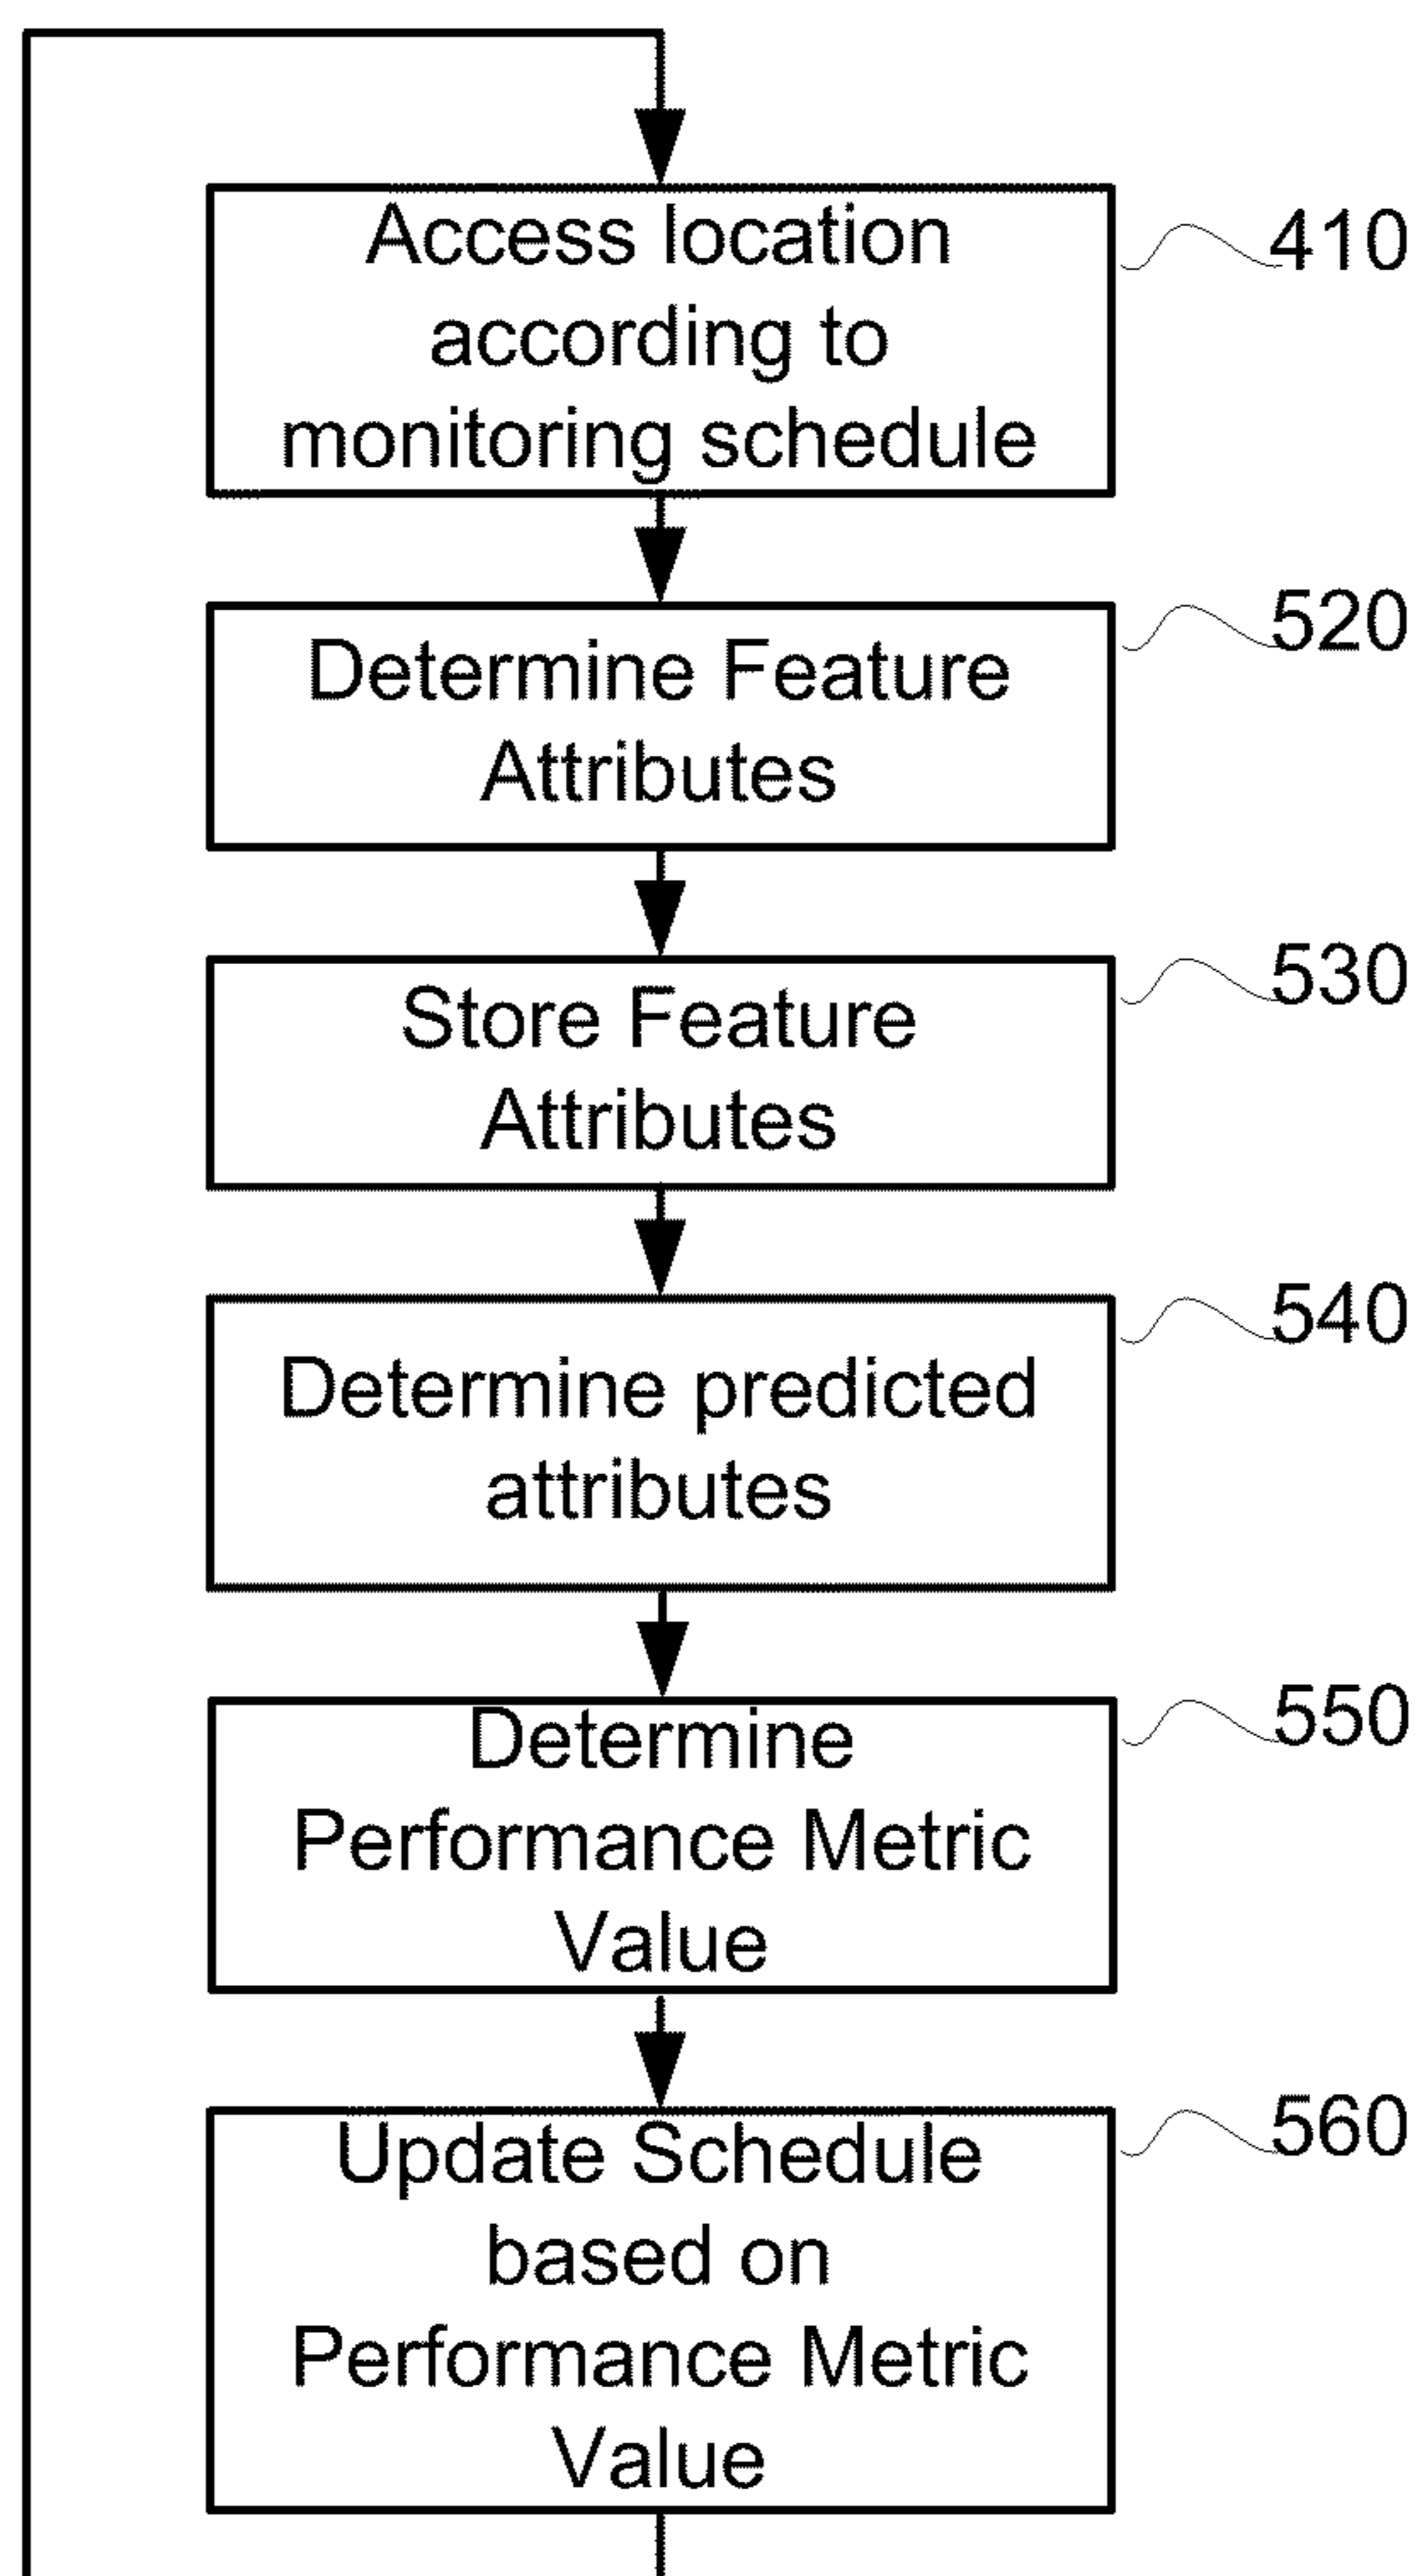 Access location
according to
monitoring schedule
410
Determine Feature
Attributes
520
Store Feature
Attributes
530
Determine predicted
attributes
540
Determine
Performance Metric
Value
550
Update Schedule
based on
Performance Metric
Value
560